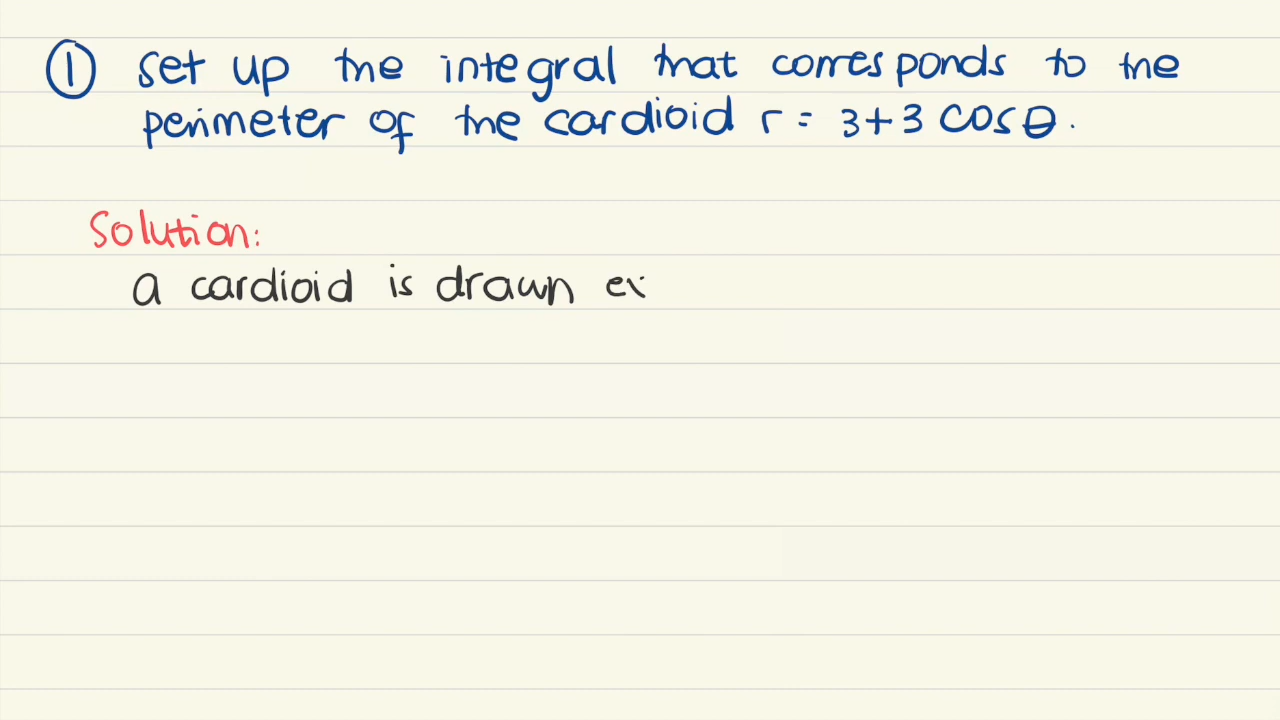 ① set up the integral that corresponds to the
perimeter of the cardioid r = 3+3 cosθ.
Solution:
a cardioid is drawn ex